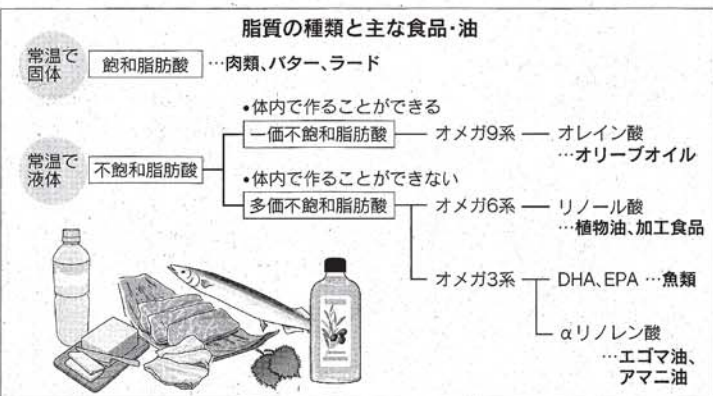 脂質の種類と主な食品・油
常温で
固体
飽和脂肪酸
…肉類、バター、ラード
•体内で作ることができる
一価不飽和脂肪酸
オメガ9系
オレイン酸
…オリーブオイル
常温で
液体
不飽和脂肪酸
•体内で作ることができない
多価不飽和脂肪酸
オメガ6系
リノール酸
…植物油、加工食品
オメガ3系
DHA、EPA …魚類
αリノレン酸
…エゴマ油、
アマニ油